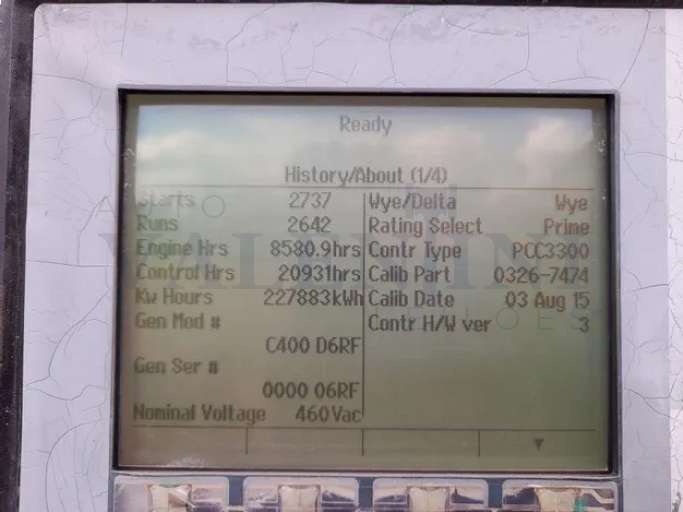 Ready
History/About (1/4)
Starts 2737
Runs 2642
Engine Hrs 8580.9hrs
Control Hrs 20931hrs
Kw Hours 227883kWh
Gen Mod #
C400 D6RF
Gen Ser #
0000 06RF
Nominal Voltage 460Vac
Wye/Delta Wye
Rating Select Prime
Contr Type PCC3300
Calib Part 0326-7474
Calib Date 03 Aug 15
Contr H/W ver 3